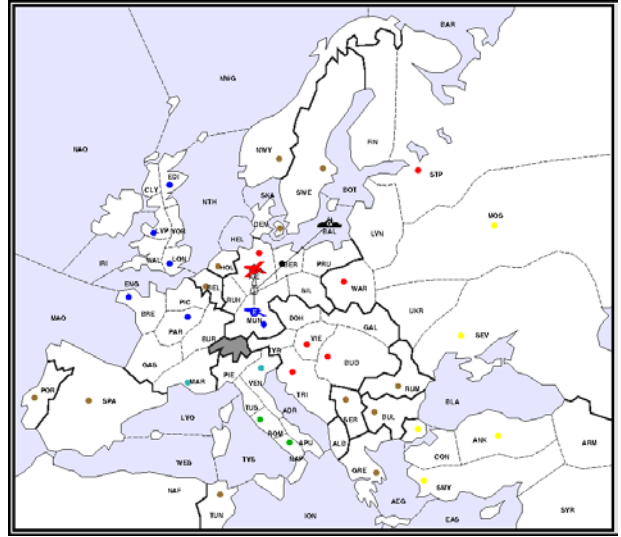 BAR
NWG
NAO
FIN
NWY
STP
SWE
BOT
EDI
CLY
NTH
SKA
MOS
DEN
BAL
LVN
LVP YOR
HEL
IRI
WAL LON
HOL
BER
PRU
ENG
BEL
RUH
SIL
WAR
PIC
UKR
MAO
BRE
PAR
MUN
BOH
GAL
SEV
BUR
VIE
TYR
BUD
GAS
PIE
VEN
RUM
MAR
TRI
POR
SPA
TUS
ADR
SER
BUL
BLA
LYO
ROM
APU
ALB
ANK
ARM
CON
WES
TYS
NAP
GRE
SMY
NAF
AEG
SYR
TUN
ION
EAS